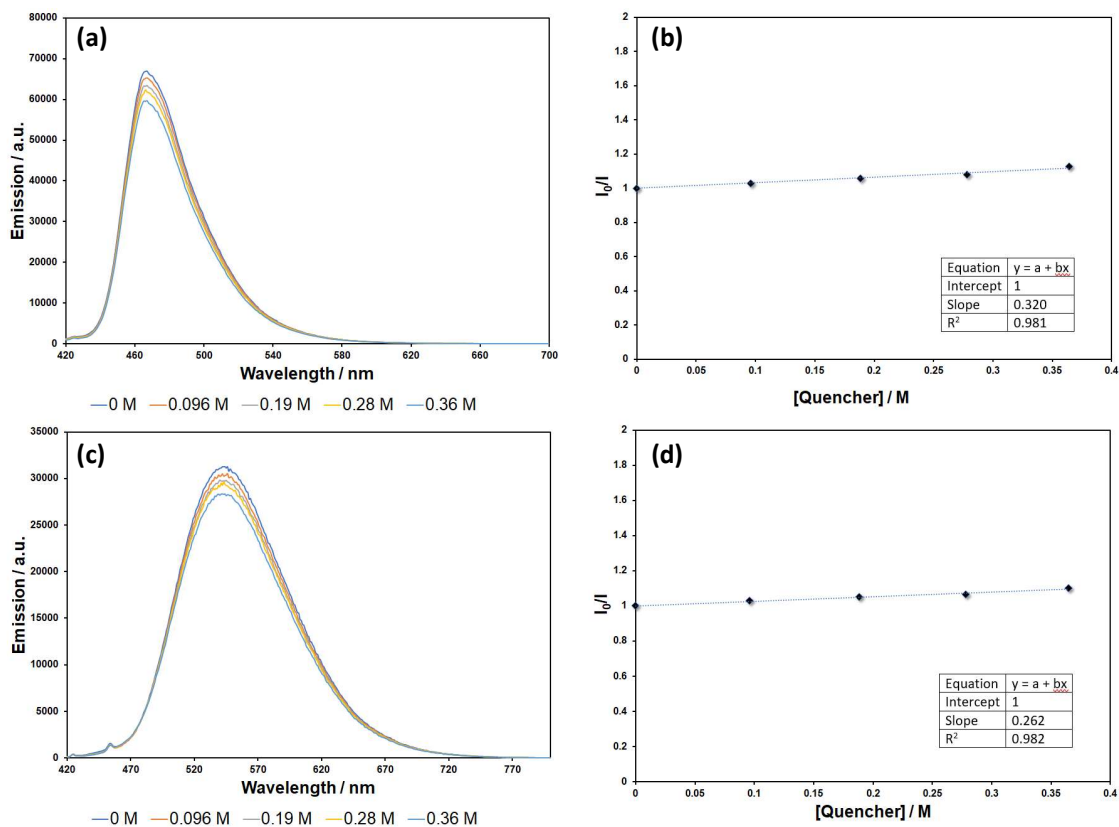 (a)
80000
70000
60000
50000
40000
30000
20000
10000
0
Emission / a.u.
420 460 500 540 580 620 660 700
Wavelength / nm
0 M 0.096 M 0.19 M 0.28 M 0.36 M
(b)
2
1.8
1.6
1.4
1.2
1
0.8
0.6
0.4
0.2
0
I0/I
Equation y = a + bx
Intercept 1
Slope 0.320
R2 0.981
0 0.05 0.1 0.15 0.2 0.25 0.3 0.35 0.4
[Quencher] / M
(c)
35000
30000
25000
20000
15000
10000
5000
0
Emission / a.u.
420 470 520 570 620 670 720 770
Wavelength / nm
0 M 0.096 M 0.19 M 0.28 M 0.36 M
(d)
2
1.8
1.6
1.4
1.2
1
0.8
0.6
0.4
0.2
0
I0/I
Equation y = a + bx
Intercept 1
Slope 0.262
R2 0.982
0 0.05 0.1 0.15 0.2 0.25 0.3 0.35 0.4
[Quencher] / M